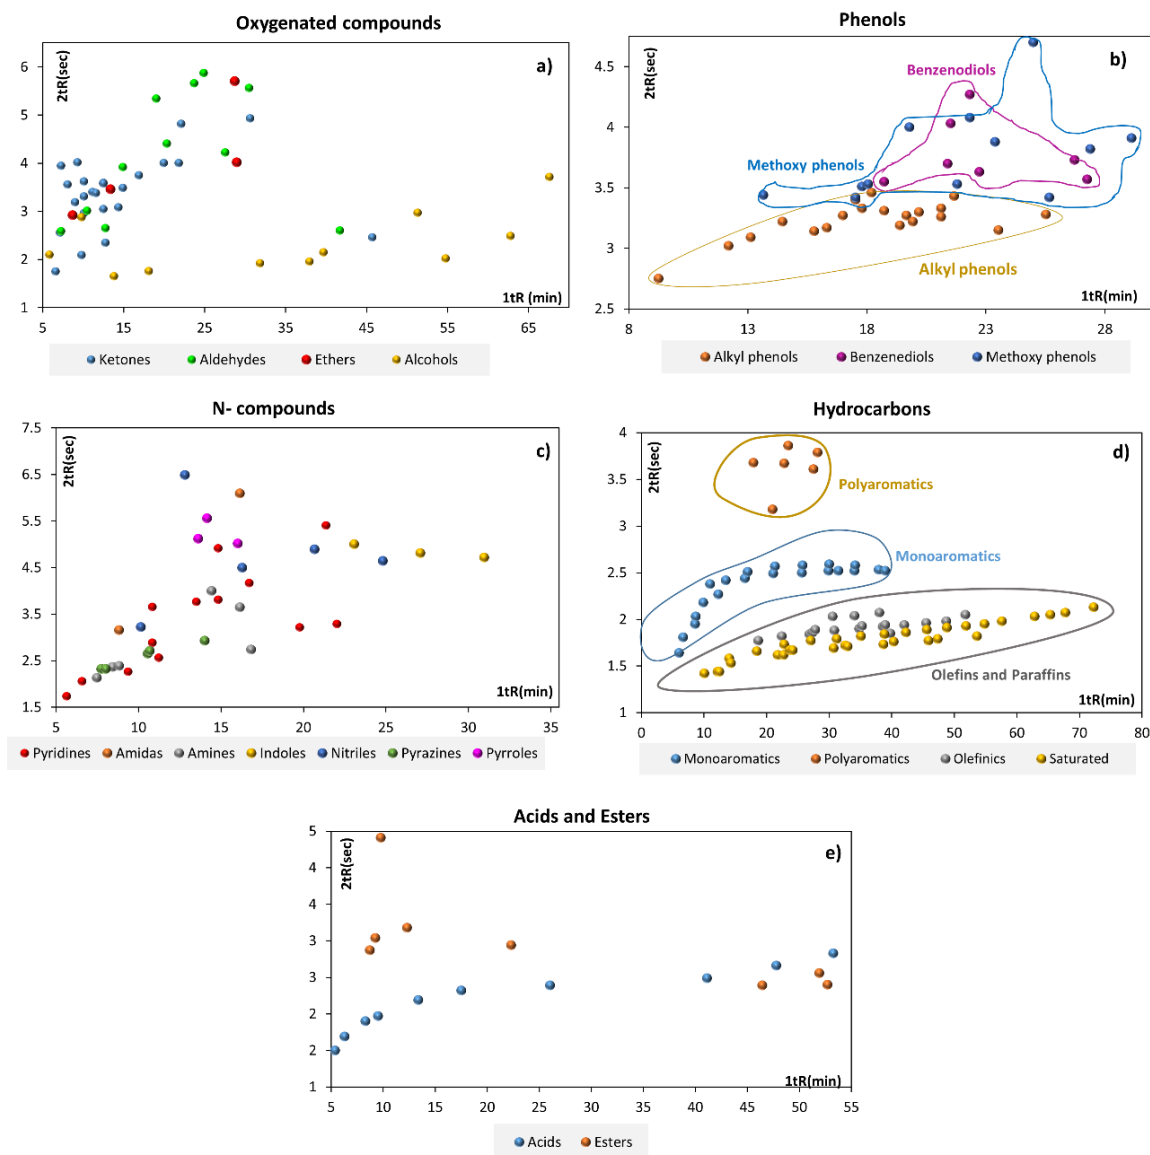 Oxygenated compounds
2tR(sec)
a)
6
5
4
3
2
1
1tR (min)
5 15 25 35 45 55 65
Ketones Aldehydes Ethers Alcohols
Phenols
2tR(sec)
b)
Benzenodiols
Methoxy phenols
Alkyl phenols
4.5
4
3.5
3
2.5
1tR(min)
8 13 18 23 28
Alkyl phenols Benzenediols Methoxy phenols
N- compounds
2tR(sec)
c)
7.5
6.5
5.5
4.5
3.5
2.5
1.5
1tR(min)
5 10 15 20 25 30 35
Pyridines Amidas Amines Indoles Nitriles Pyrazines Pyrroles
Hydrocarbons
2tR(sec)
d)
Polyaromatics
Monoaromatics
Olefins and Paraffins
4
3.5
3
2.5
2
1.5
1
1tR(min)
0 10 20 30 40 50 60 70 80
Monoaromatics Polyaromatics Olefinics Saturated
Acids and Esters
2tR(sec)
e)
5
4
4
3
3
2
2
1
1tR(min)
5 10 15 20 25 30 35 40 45 50 55
Acids Esters